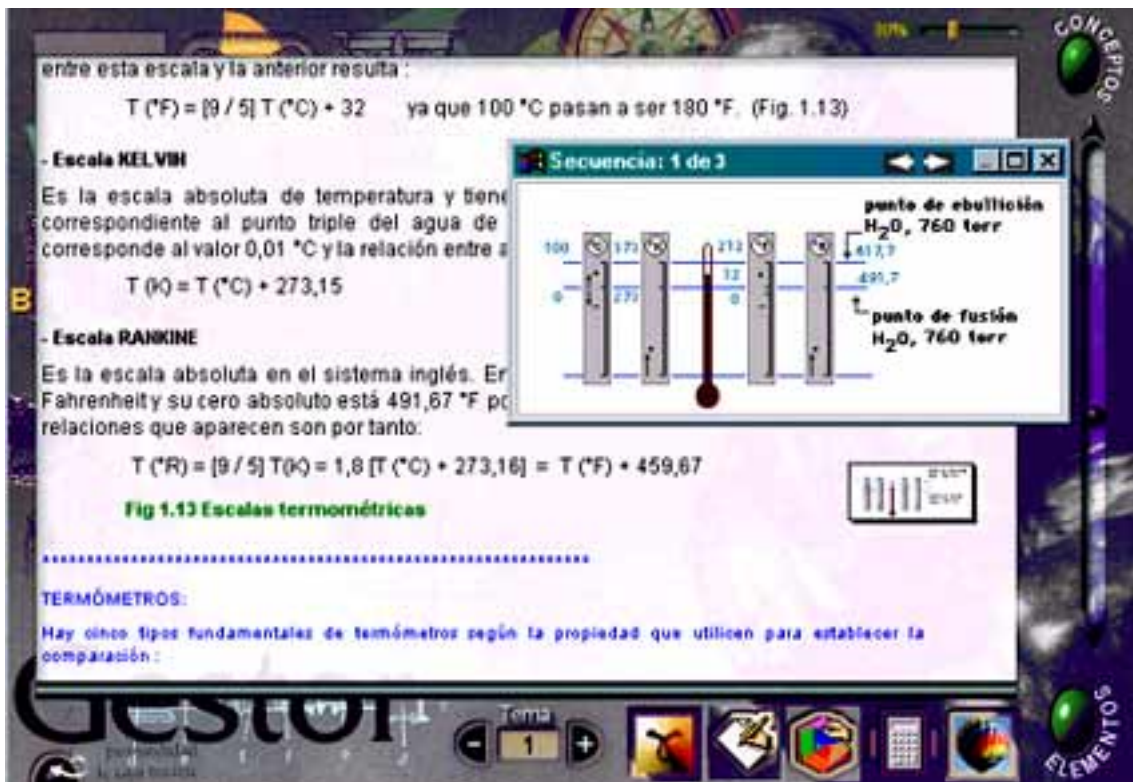 80%
CONCEPTOS
entre esta escala y la anterior resulta :
T (°F) = [9 / 5] T (°C) + 32 ya que 100 °C pasan a ser 180 °F. (Fig. 1.13)
- Escala KELVIN
Es la escala absoluta de temperatura y tiene
correspondiente al punto triple del agua de
corresponde al valor 0,01 °C y la relación entre a
T (K) = T (°C) + 273,15
B
- Escala RANKINE
Es la escala absoluta en el sistema inglés. En
Fahrenheit y su cero absoluto está 491,67 °F po
relaciones que aparecen son por tanto:
T (°R) = [9 / 5] T(K) = 1,8 [T (°C) + 273,16] = T (°F) + 459,67
Fig 1.13 Escalas termométricas
Secuencia: 1 de 3
punto de ebullición
H₂O, 760 torr
100 373 212
32 491,7
0 273 0
punto de fusión
H₂O, 760 torr
TERMÓMETROS:
Hay cinco tipos fundamentales de termómetros según la propiedad que utilicen para establecer la
comparación :
Gestor
Tema
1
ELEMENTOS